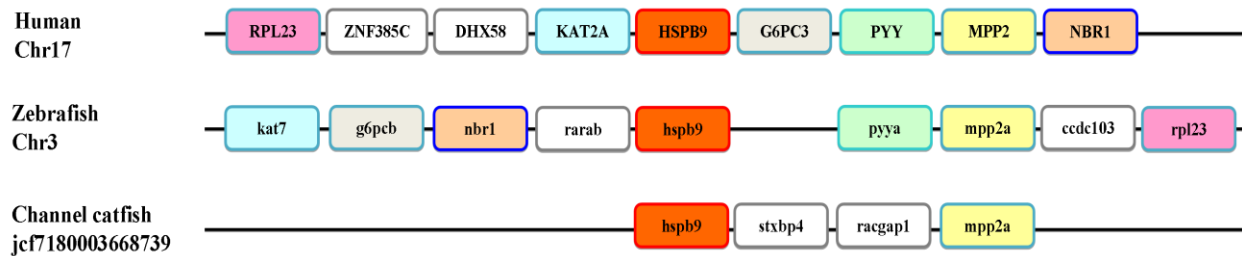 Human
Chr17
RPL23 ZNF385C DHX58 KAT2A HSPB9 G6PC3 PYY MPP2 NBR1
Zebrafish
Chr3
kat7 g6pcb nbr1 rarab hspb9 pyya mpp2a ccdc103 rpl23
Channel catfish
jcf7180003668739
hspb9 stxbp4 racgap1 mpp2a